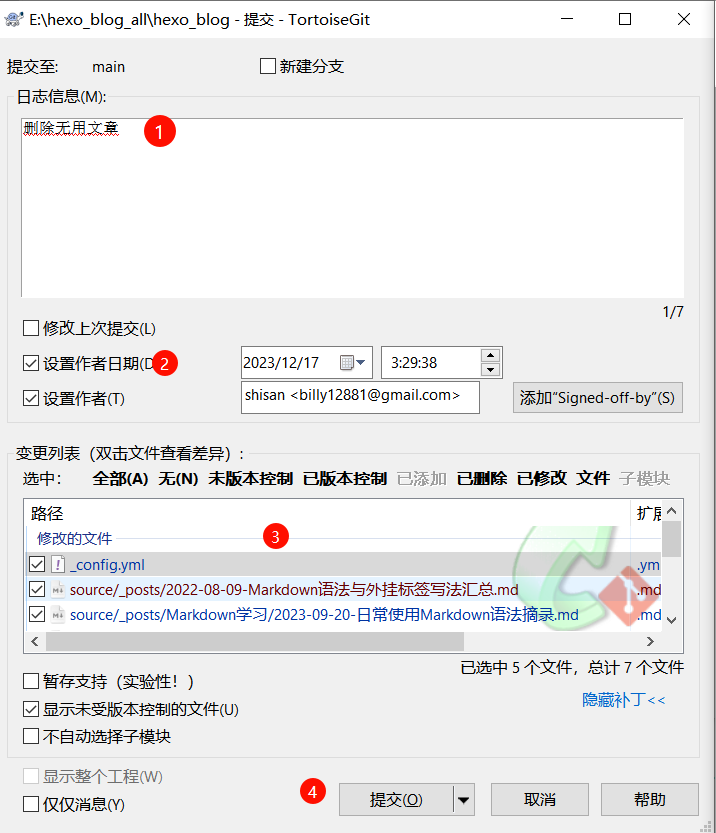 E:\hexo_blog_all\hexo_blog - 提交 - TortoiseGit
提交至: main 新建分支
日志信息(M):
删除无用文章 1
1/7
修改上次提交(L)
设置作者日期(D 2 2023/12/17 3:29:38
设置作者(T) shisan <billy12881@gmail.com> 添加“Signed-off-by”(S)
变更列表（双击文件查看差异）:
选中: 全部(A) 无(N) 未版本控制 已版本控制 已添加 已删除 已修改 文件 子模块
路径 扩展
修改的文件 3
_config.yml .ym
source/_posts/2022-08-09-Markdown语法与外挂标签写法汇总.md .md
source/_posts/Markdown学习/2023-09-20-日常使用Markdown语法摘录.md .md
已选中 5 个文件，总计 7 个文件
暂存支持（实验性！）
隐藏补丁<<
显示未受版本控制的文件(U)
不自动选择子模块
显示整个工程(W)
仅仅消息(Y)
4 提交(O) 取消 帮助